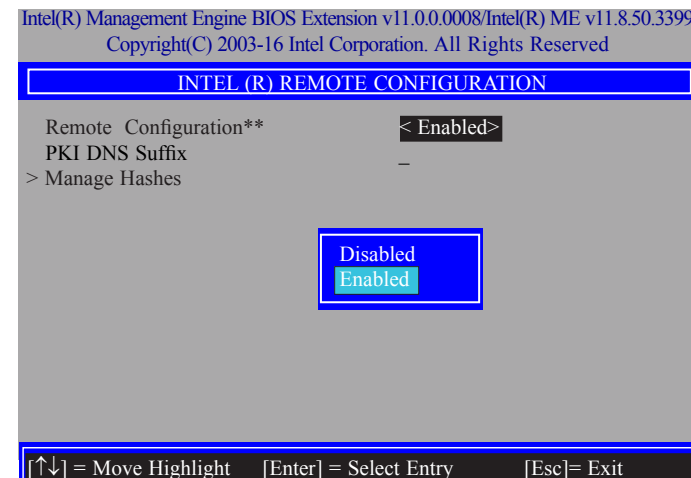 Intel(R) Management Engine BIOS Extension v11.0.0.0008/Intel(R) ME v11.8.50.3399
Copyright(C) 2003-16 Intel Corporation. All Rights Reserved
INTEL (R) REMOTE CONFIGURATION
Remote Configuration** < Enabled>
PKI DNS Suffix _
> Manage Hashes
Disabled
Enabled
[↑↓] = Move Highlight [Enter] = Select Entry [Esc]= Exit